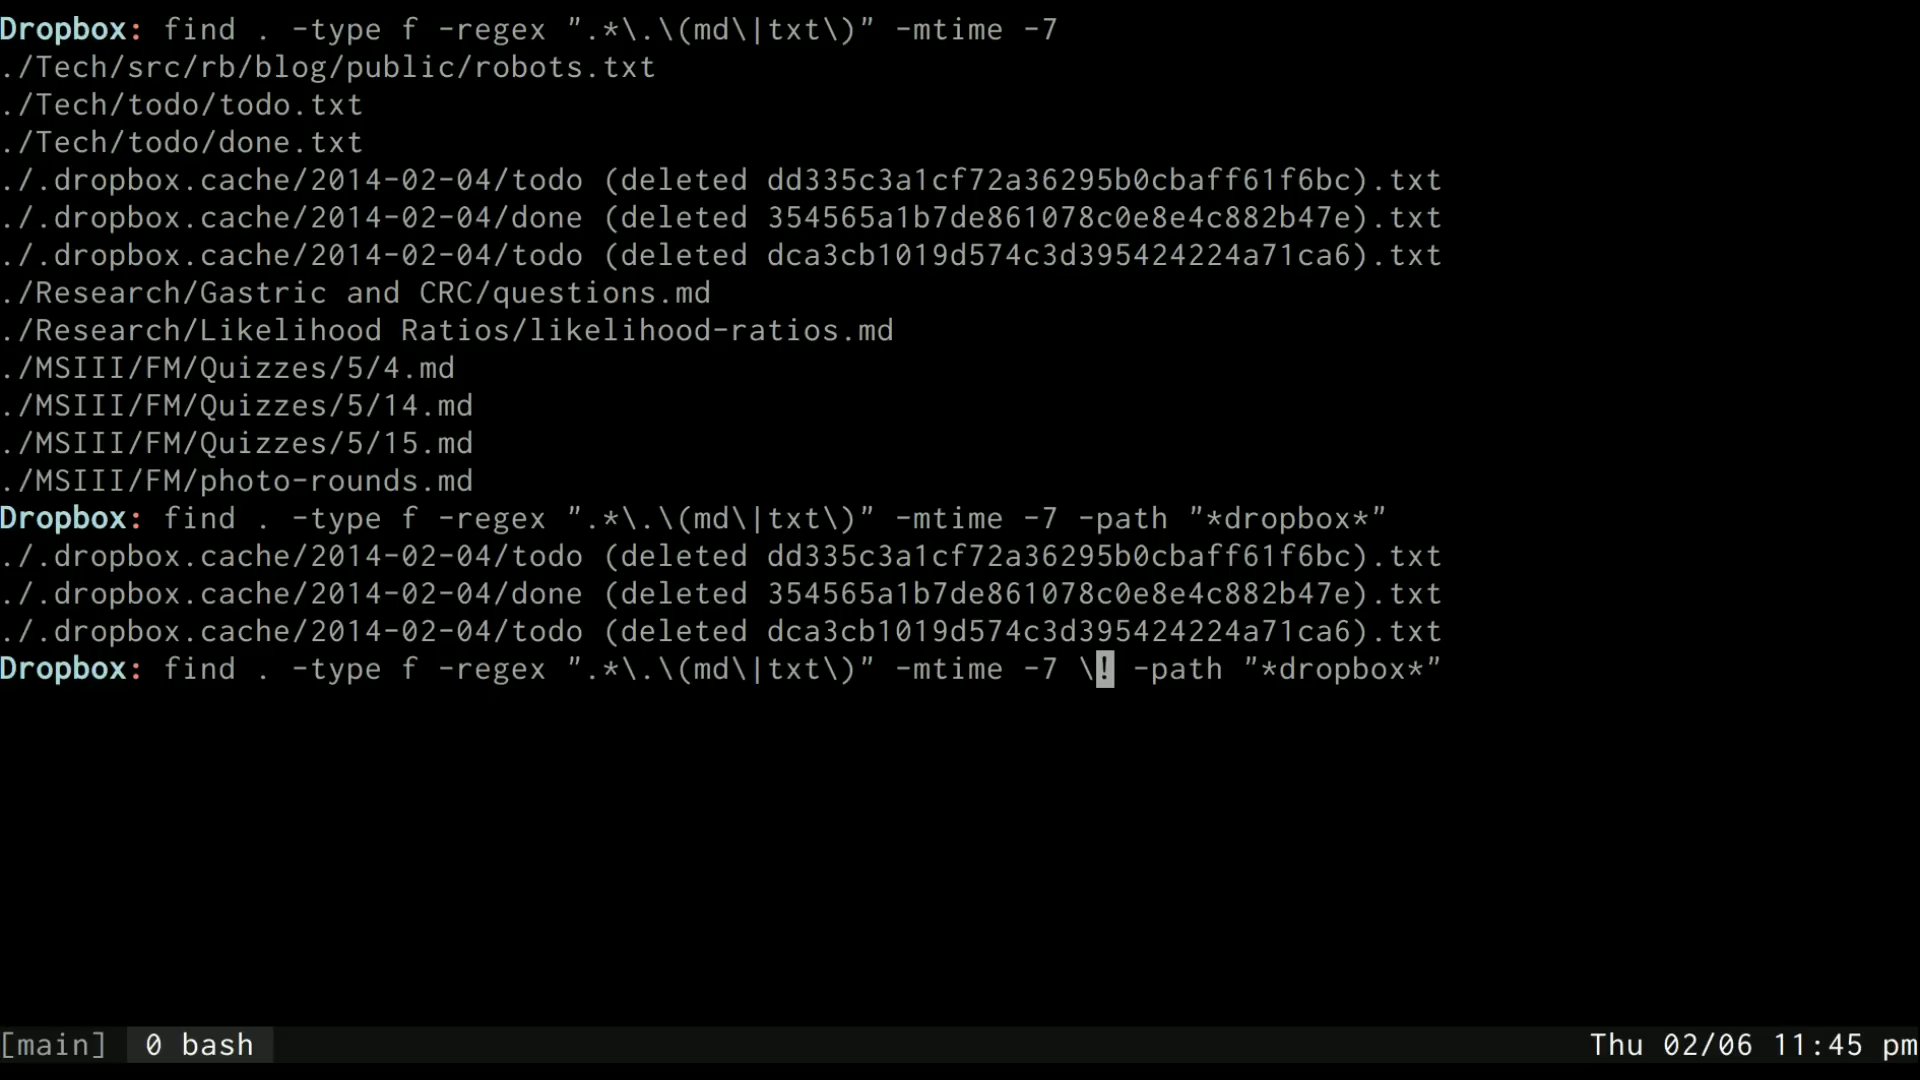 Dropbox: find . -type f -regex ".*\.\(md\|txt\)" -mtime -7
./Tech/src/rb/blog/public/robots.txt
./Tech/todo/todo.txt
./Tech/todo/done.txt
./.dropbox.cache/2014-02-04/todo (deleted dd335c3a1cf72a36295b0cbaff61f6bc).txt
./.dropbox.cache/2014-02-04/done (deleted 354565a1b7de861078c0e8e4c882b47e).txt
./.dropbox.cache/2014-02-04/todo (deleted dca3cb1019d574c3d395424224a71ca6).txt
./Research/Gastric and CRC/questions.md
./Research/Likelihood Ratios/likelihood-ratios.md
./MSIII/FM/Quizzes/5/4.md
./MSIII/FM/Quizzes/5/14.md
./MSIII/FM/Quizzes/5/15.md
./MSIII/FM/photo-rounds.md
Dropbox: find . -type f -regex ".*\.\(md\|txt\)" -mtime -7 -path "*dropbox*"
./.dropbox.cache/2014-02-04/todo (deleted dd335c3a1cf72a36295b0cbaff61f6bc).txt
./.dropbox.cache/2014-02-04/done (deleted 354565a1b7de861078c0e8e4c882b47e).txt
./.dropbox.cache/2014-02-04/todo (deleted dca3cb1019d574c3d395424224a71ca6).txt
Dropbox: find . -type f -regex ".*\.\(md\|txt\)" -mtime -7 \! -path "*dropbox*"
[main] 0 bash Thu 02/06 11:45 pm